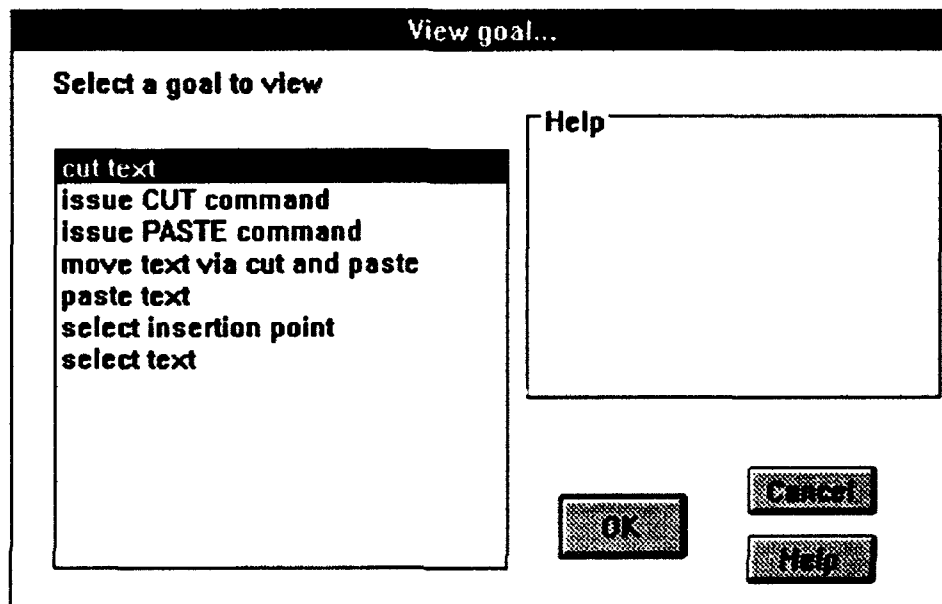 View goal...
Select a goal to view
Help
cut text
issue CUT command
issue PASTE command
move text via cut and paste
paste text
select insertion point
select text
OK
Cancel
Help